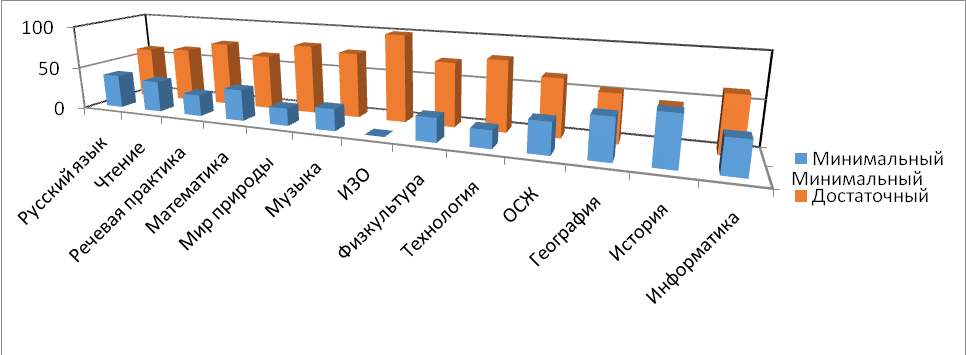 100
50
0
Русский язык
Чтение
Речевая практика
Математика
Мир природы
Музыка
ИЗО
Физкультура
Технология
ОСЖ
География
История
Информатика
Минимальный
Минимальный
Достаточный